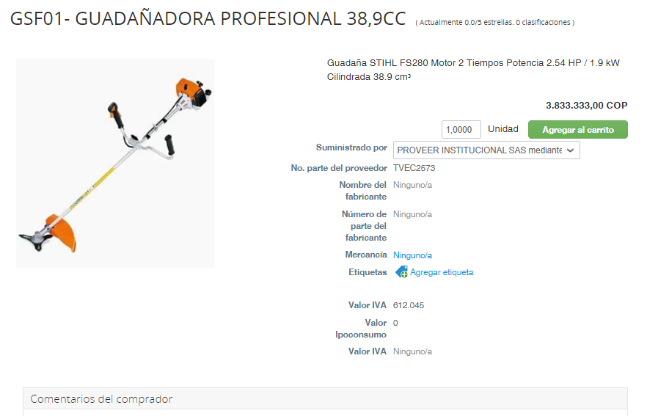 GSF01- GUADAÑADORA PROFESIONAL 38,9CC ( Actualmente 0.0/5 estrellas. 0 clasificaciones )
Guadaña STIHL FS280 Motor 2 Tiempos Potencia 2.54 HP / 1.9 kW
Cilindrada 38.9 cm³
3.833.333,00 COP
1,0000 Unidad Agregar al carrito
Suministrado por PROVEER INSTITUCIONAL SAS mediante
No. parte del proveedor TVEC2573
Nombre del Ninguno/a
fabricante
Número de Ninguno/a
parte del
fabricante
Mercancía Ninguno/a
Etiquetas Agregar etiqueta
Valor IVA 612.045
Valor 0
Ipoconsumo
Valor IVA Ninguno/a
Comentarios del comprador